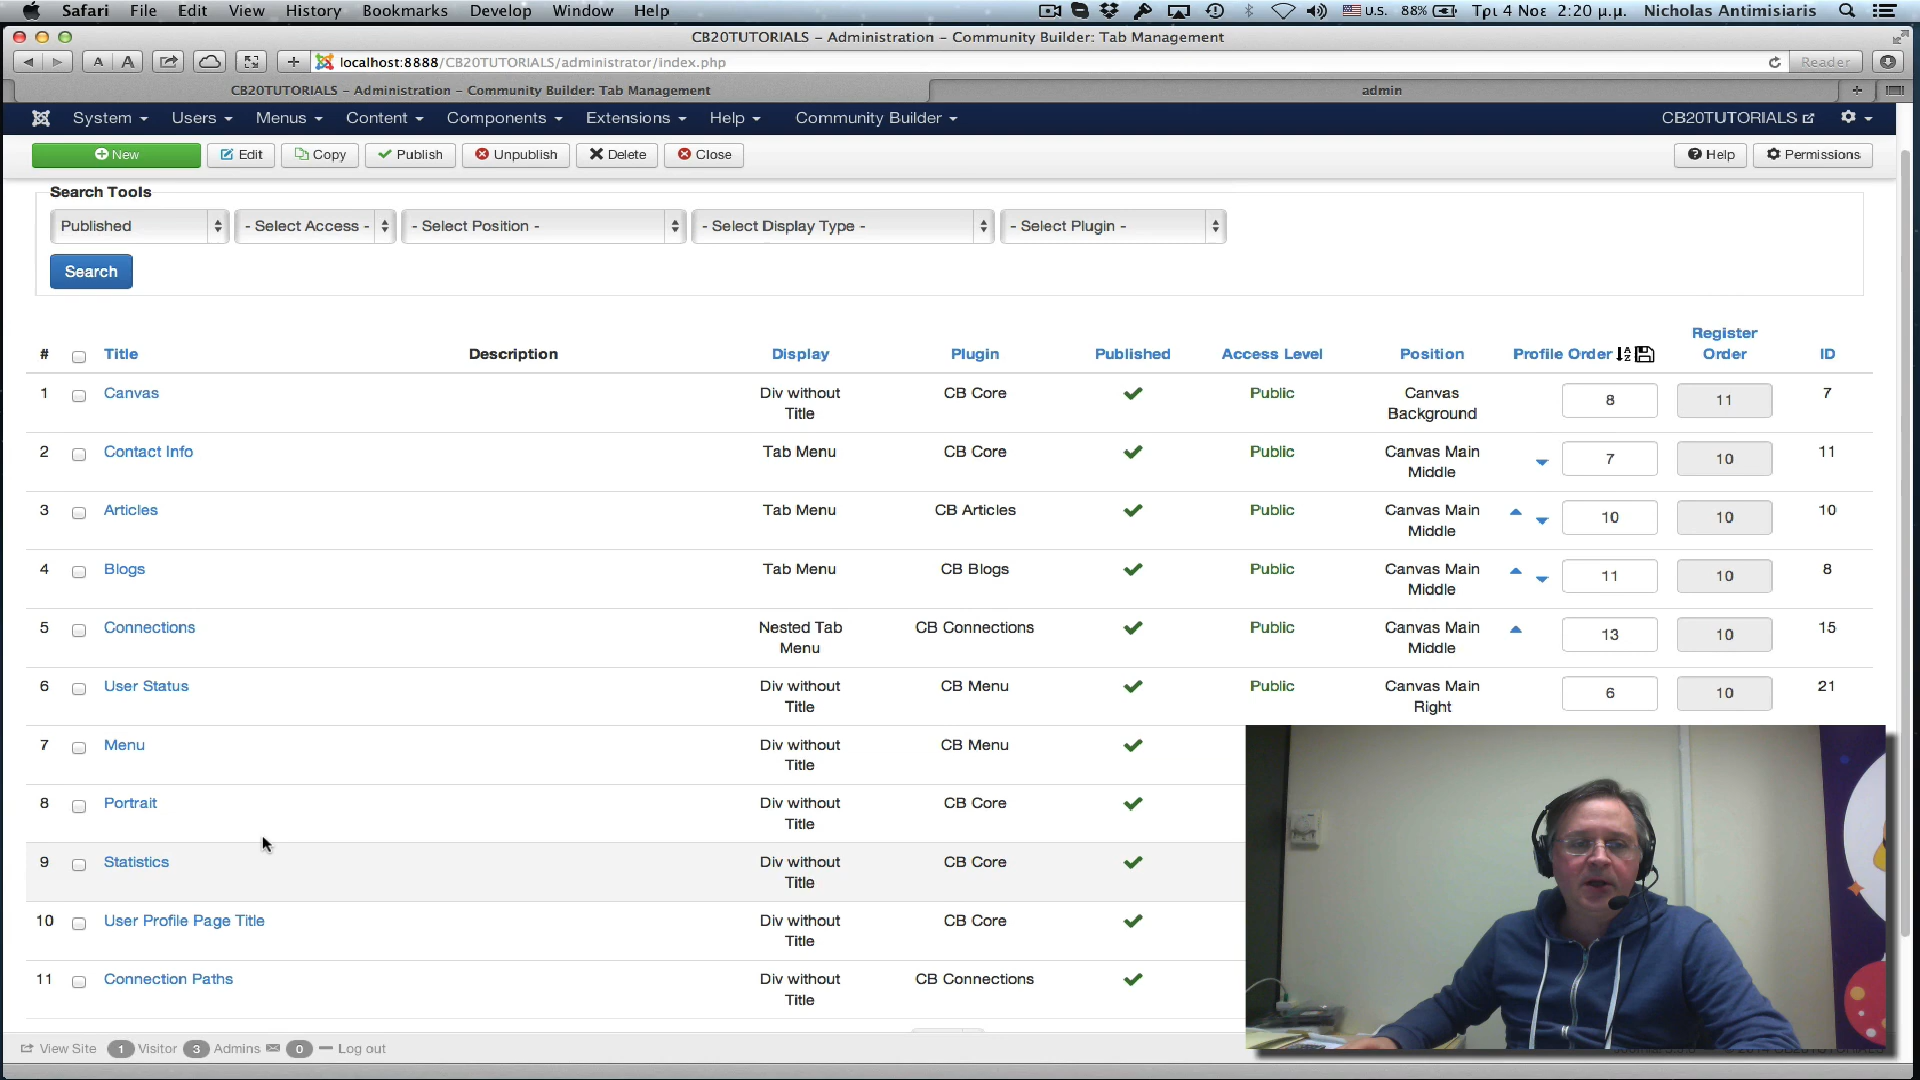 Safari File Edit View History Bookmarks Develop Window Help U.S. 88% Τρι 4 Νοε 2:20 μ.μ. Nicholas Antimisiaris
CB20TUTORIALS – Administration – Community Builder: Tab Management
A A + localhost:8888/CB20TUTORIALS/administrator/index.php Reader
CB20TUTORIALS – Administration – Community Builder: Tab Management admin
System Users Menus Content Components Extensions Help Community Builder CB20TUTORIALS
New Edit Copy Publish Unpublish Delete Close Help Permissions
Search Tools
Published - Select Access - - Select Position - - Select Display Type - - Select Plugin -
Search
# Title Description Display Plugin Published Access Level Position Profile Order Register Order ID
1 Canvas Div without Title CB Core Public Canvas Background 8 11 7
2 Contact Info Tab Menu CB Core Public Canvas Main Middle 7 10 11
3 Articles Tab Menu CB Articles Public Canvas Main Middle 10 10 10
4 Blogs Tab Menu CB Blogs Public Canvas Main Middle 11 10 8
5 Connections Nested Tab Menu CB Connections Public Canvas Main Middle 13 10 15
6 User Status Div without Title CB Menu Public Canvas Main Right 6 10 21
7 Menu Div without Title CB Menu
8 Portrait Div without Title CB Core
9 Statistics Div without Title CB Core
10 User Profile Page Title Div without Title CB Core
11 Connection Paths Div without Title CB Connections
View Site 1 Visitor 3 Admins 0 Log out